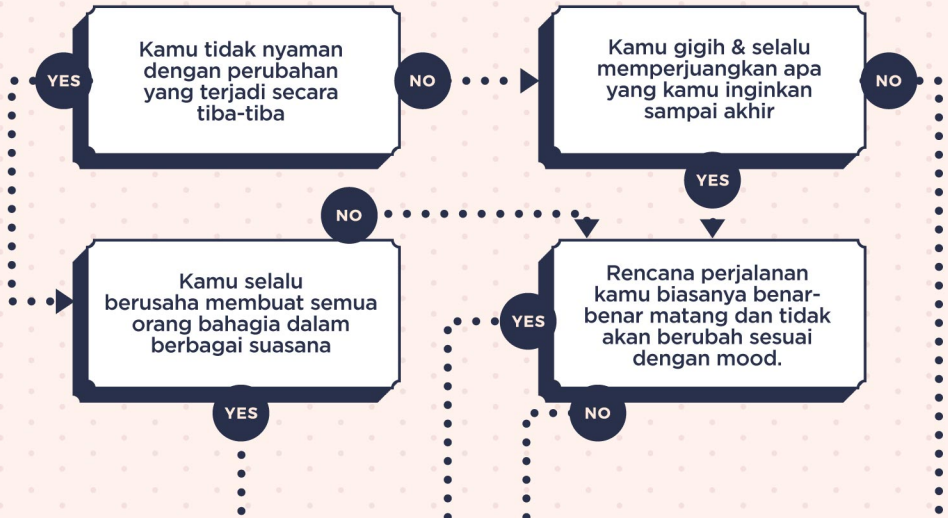 Kamu tidak nyaman
dengan perubahan
yang terjadi secara
tiba-tiba
YES
NO
Kamu gigih & selalu
memperjuangkan apa
yang kamu inginkan
sampai akhir
NO
YES
NO
Kamu selalu
berusaha membuat semua
orang bahagia dalam
berbagai suasana
YES
Rencana perjalanan
kamu biasanya benar-
benar matang dan tidak
akan berubah sesuai
dengan mood.
YES
NO